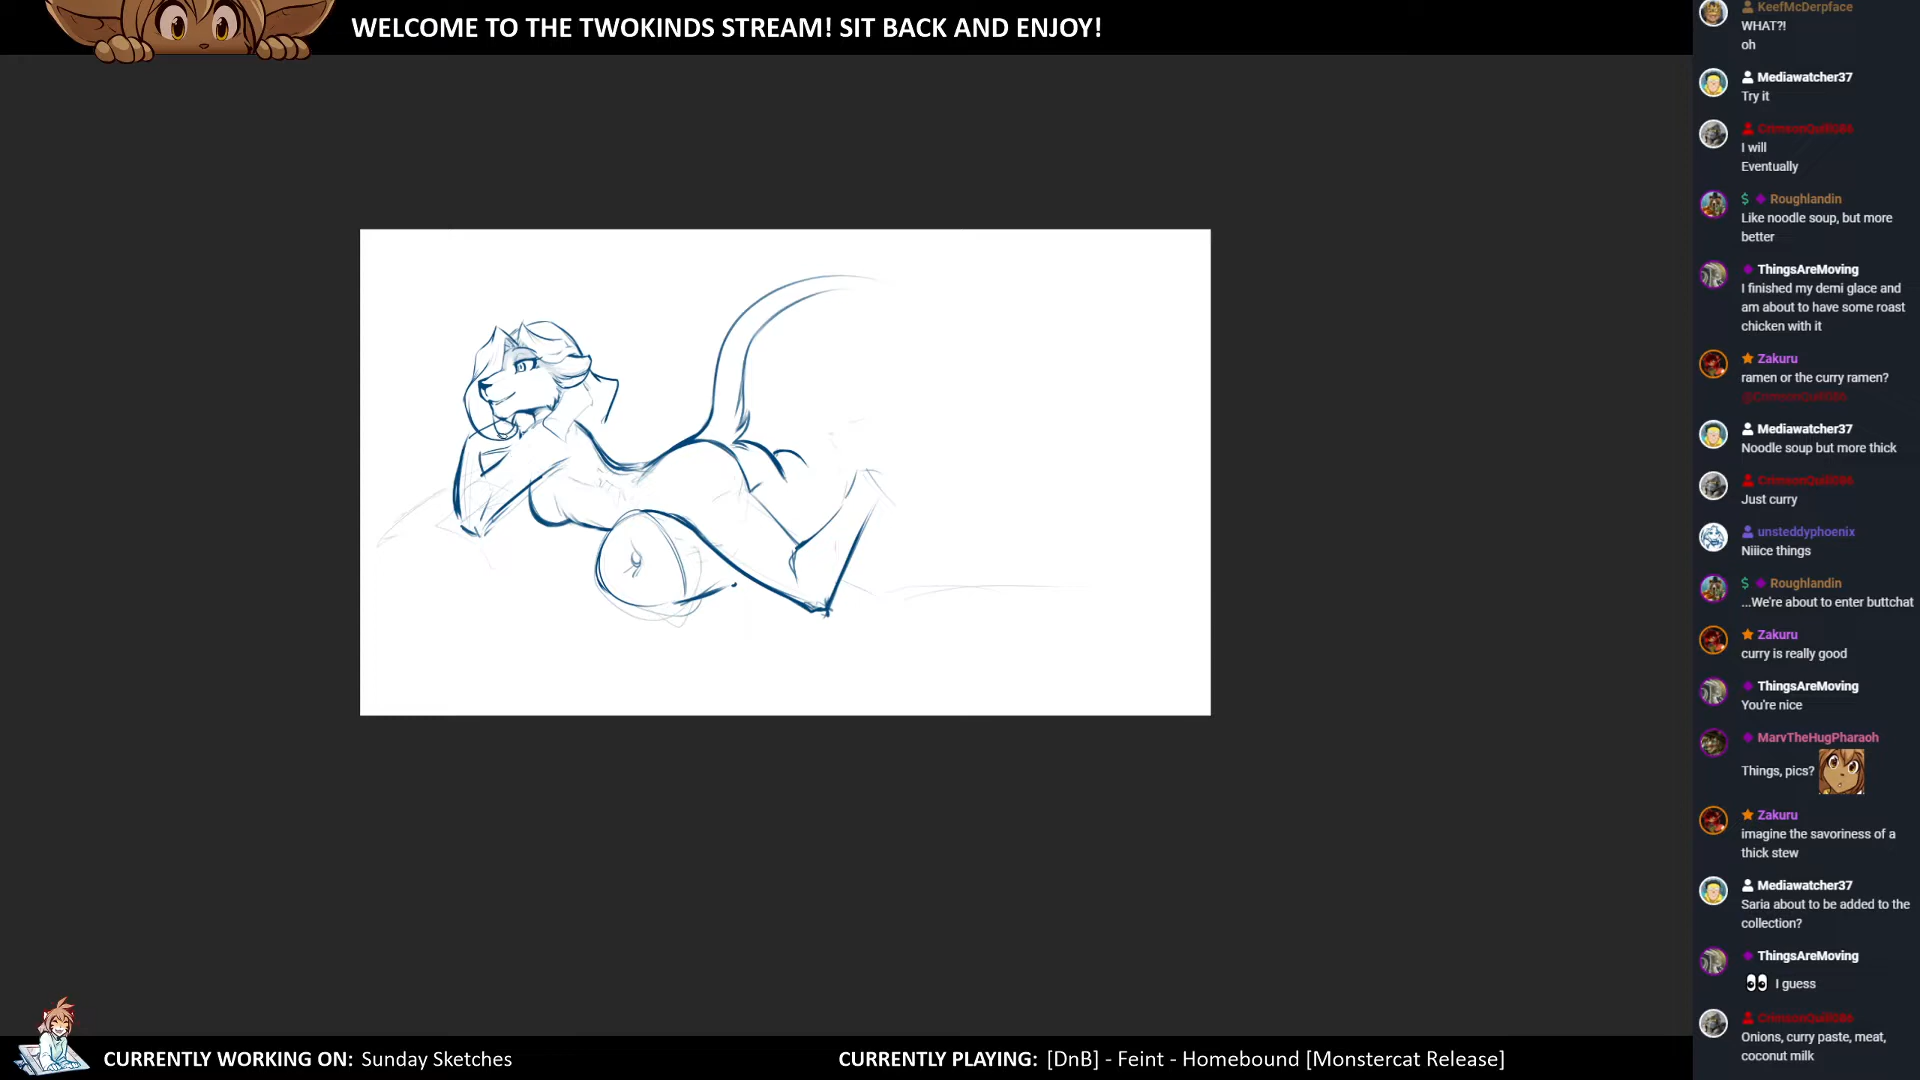 WELCOME TO THE TWOKINDS STREAM! SIT BACK AND ENJOY!
KeefMcDerpface
WHAT?!
oh
Mediawatcher37
Try it
CrimsonQuill086
I will
Eventually
$ Roughlandin
Like noodle soup, but more
better
ThingsAreMoving
I finished my demi glace and
am about to have some roast
chicken with it
Zakuru
ramen or the curry ramen?
@CrimsonQuill086
Mediawatcher37
Noodle soup but more thick
CrimsonQuill086
Just curry
unsteddyphoenix
Niiice things
$ Roughlandin
...We're about to enter buttchat
Zakuru
curry is really good
ThingsAreMoving
You're nice
MarvTheHugPharaoh
Things, pics?
Zakuru
imagine the savoriness of a
thick stew
Mediawatcher37
Saria about to be added to the
collection?
ThingsAreMoving
I guess
CrimsonQuill086
Onions, curry paste, meat,
coconut milk
CURRENTLY WORKING ON: Sunday Sketches
CURRENTLY PLAYING: [DnB] - Feint - Homebound [Monstercat Release]